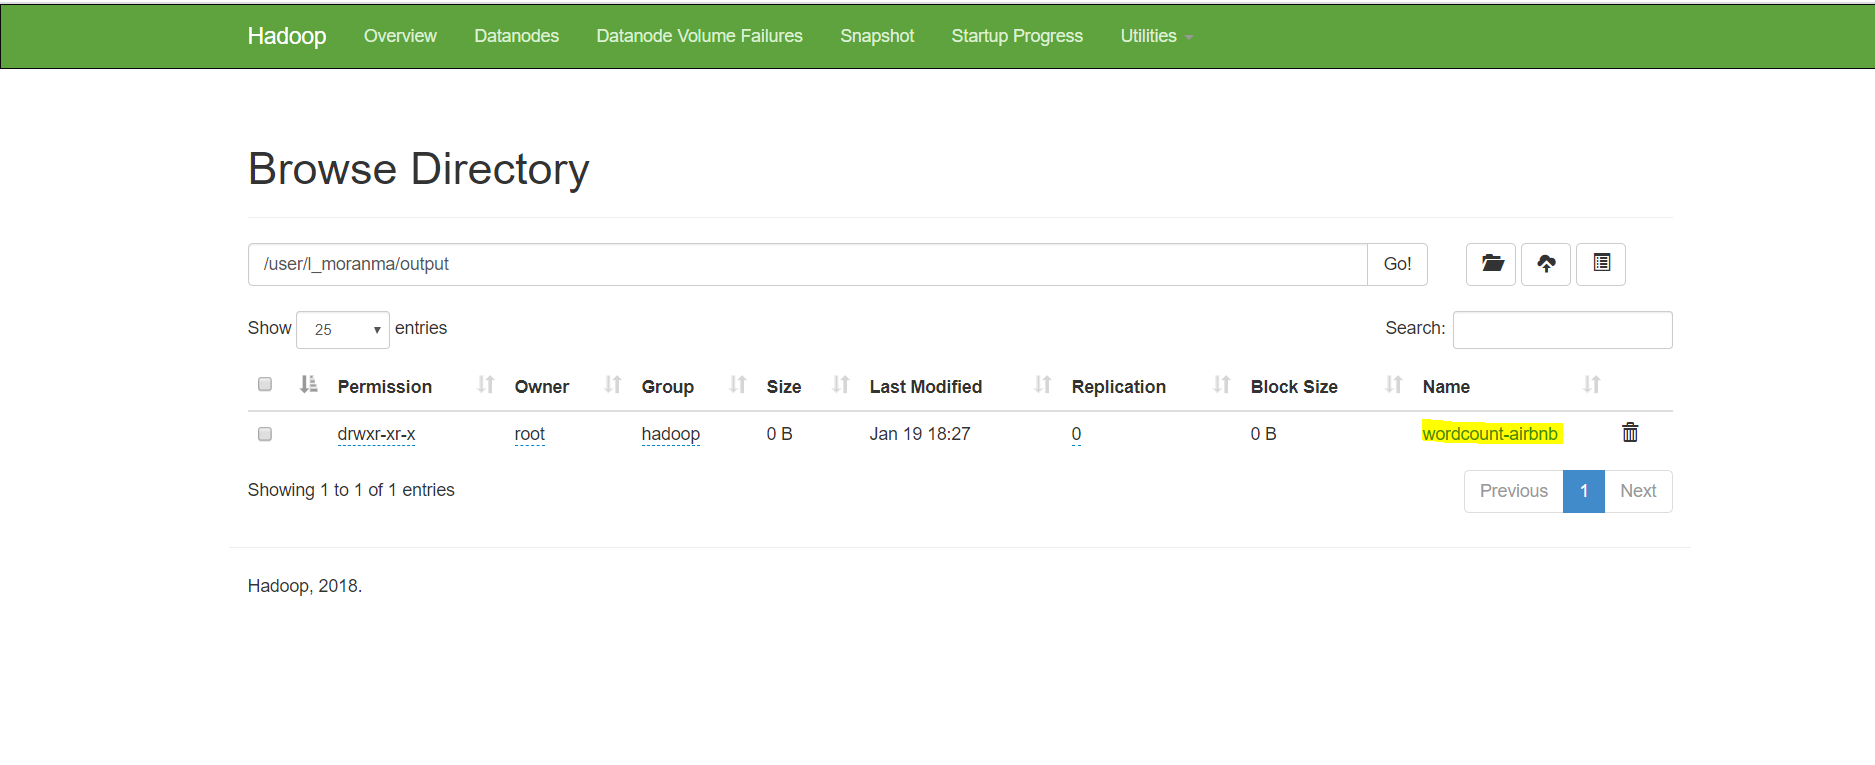 Hadoop Overview Datanodes Datanode Volume Failures Snapshot Startup Progress Utilities
Browse Directory
/user/l_moranma/output Go!
Show 25 entries Search:
Permission Owner Group Size Last Modified Replication Block Size Name
drwxr-xr-x root hadoop 0 B Jan 19 18:27 0 0 B wordcount-airbnb
Showing 1 to 1 of 1 entries Previous 1 Next
Hadoop, 2018.